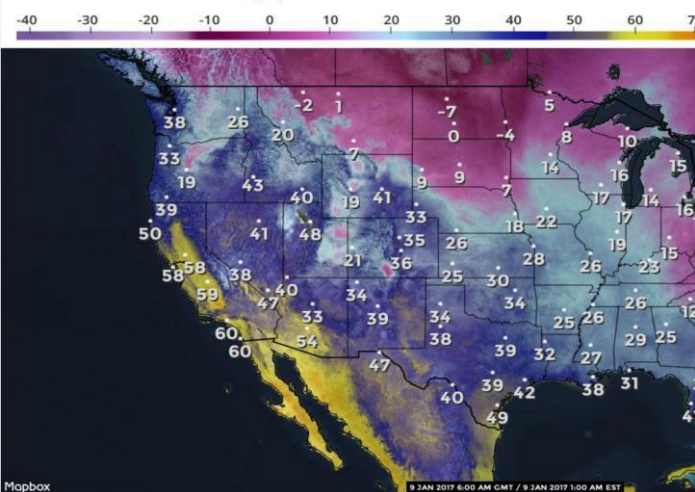 -40 -30 -20 -10 0 10 20 30 40 50 60 7
-2 1 -7 5
38 26 20 0 -4 8 10
33 7 14 16 15
19 43 9 9 7
40 19 41 17 14 16
39 33 18 22 17
50 41 48 35 26 19 15
58 58 38 21 36 25 28 26 23
59 47 40 34 30 34 26
33 39 34 25 26 12
60 54 38 29 25
60 47 39 32 27
40 39 42 38 31
49 4
Mapbox
9 JAN 2017 6:00 AM GMT / 9 JAN 2017 1:00 AM EST